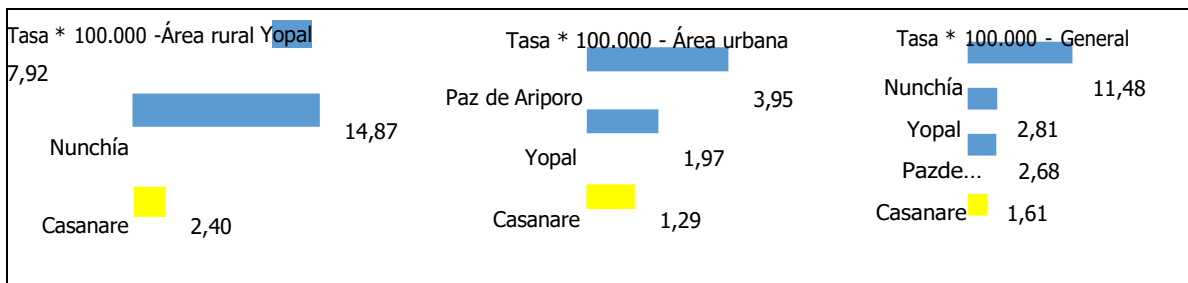 Tasa * 100.000 -Área rural Yopal
7,92
14,87
Nunchía
Casanare 2,40
Tasa * 100.000 - Área urbana
Paz de Ariporo 3,95
Yopal 1,97
Casanare 1,29
Tasa * 100.000 - General
Nunchía 11,48
Yopal 2,81
Pazde... 2,68
Casanare 1,61